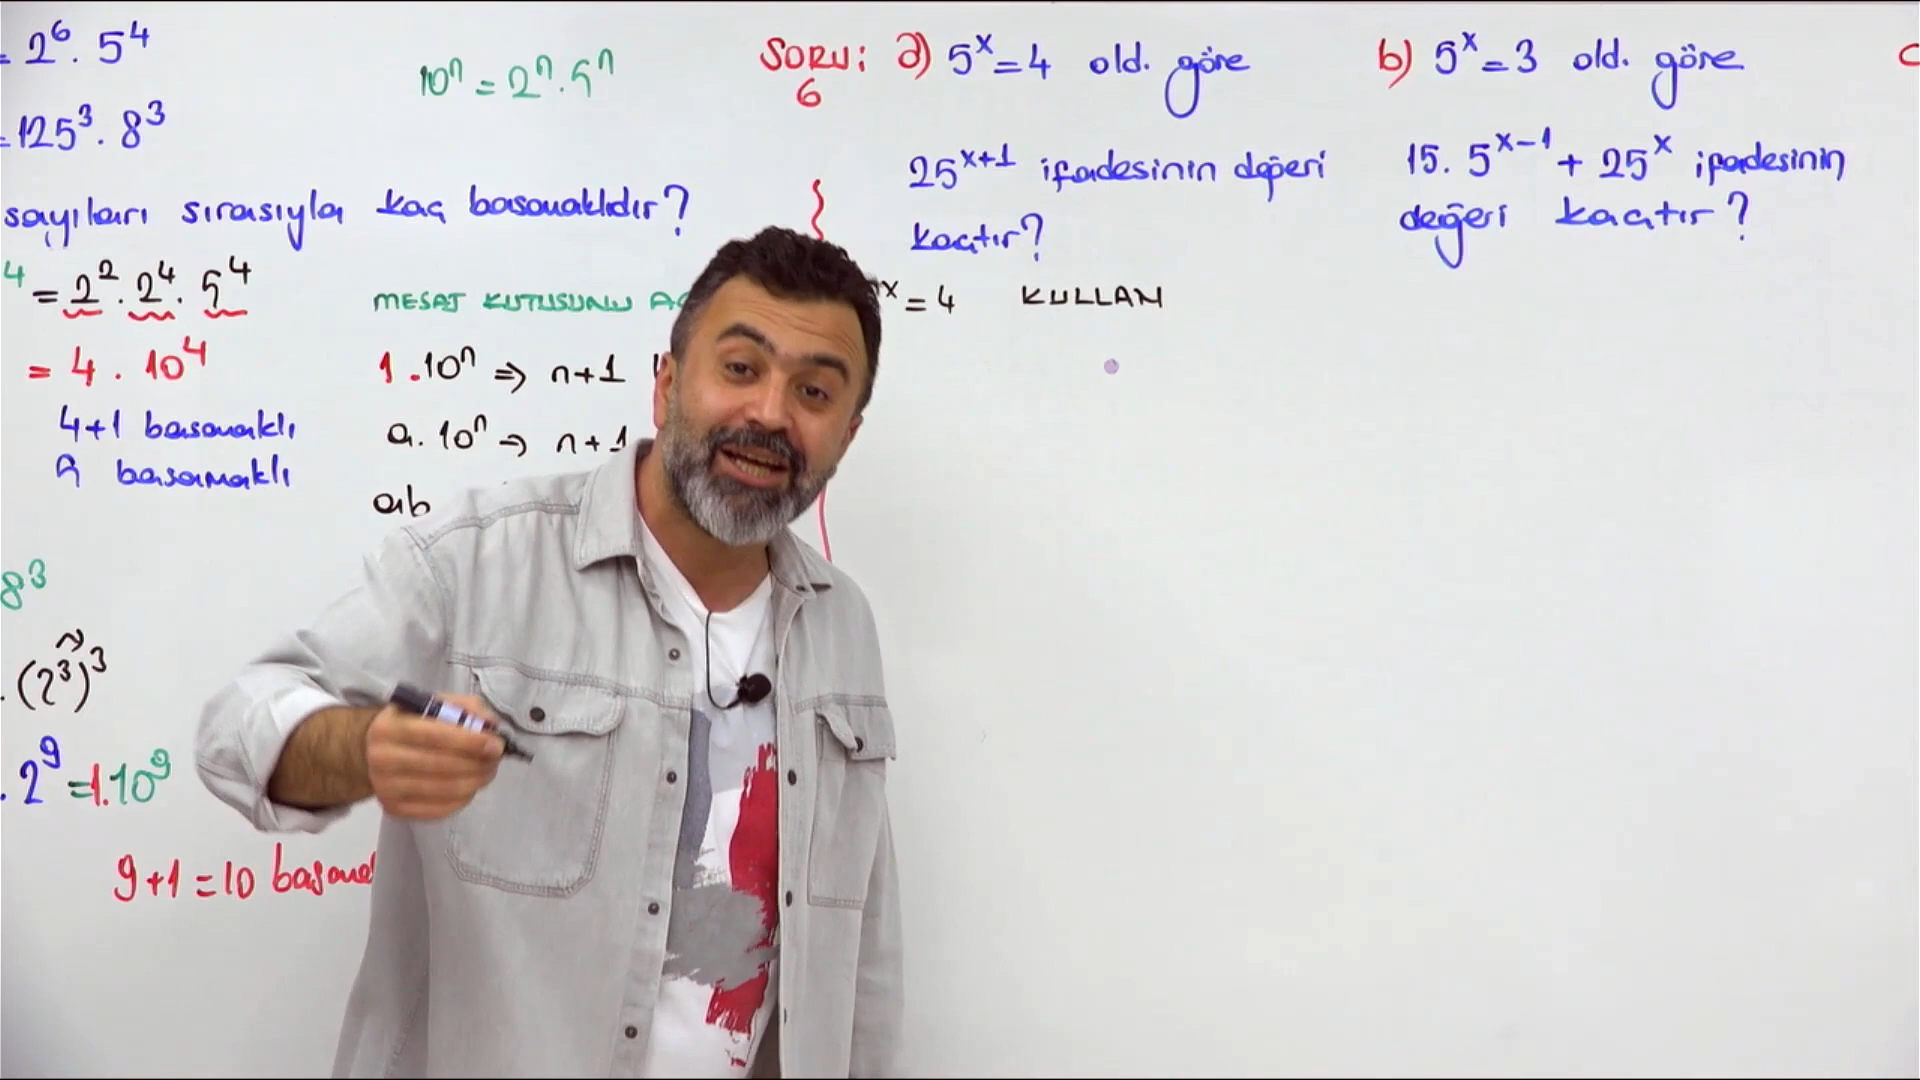 = 2⁶ . 5⁴
= 125³ . 8³
sayıları sırasıyla kaç basamaklıdır?
4 = 2² . 2⁴ . 5⁴
= 4 . 10⁴
4+1 basamaklı
5 basamaklı
8³
. (2³)³
. 2⁹ = 1.10⁹
9+1 = 10
10ⁿ = 2ⁿ . 5ⁿ
MESAJ KUTUSUNU
1 . 10ⁿ ⇒ n+1
a . 10ⁿ → n+1
ab
SORU: 6
a) 5ˣ = 4 old. göre
25ˣ⁺¹ ifadesinin değeri
kaçtır?
ˣ = 4 KULLAN
b) 5ˣ = 3 old. göre
15 . 5ˣ⁻¹ + 25ˣ ifadesinin
değeri kaçtır?